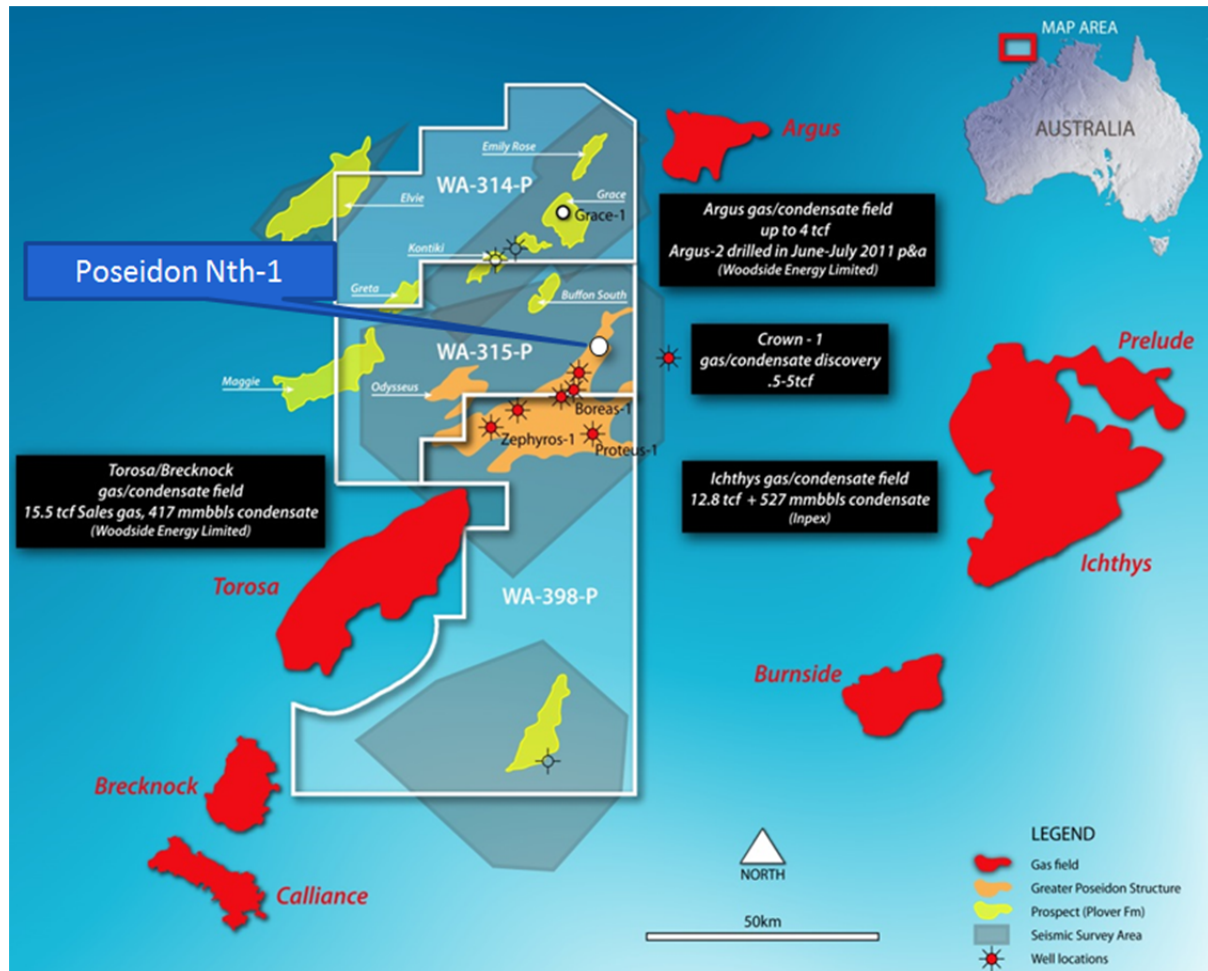 MAP AREA
AUSTRALIA
Argus
Emily Rose
WA-314-P
Elvie
Grace
Grace-1
Kontiki
Argus gas/condensate field
up to 4 tcf
Argus-2 drilled in June-July 2011 p&a
(Woodside Energy Limited)
Poseidon Nth-1
Greta
Buffon South
WA-315-P
Crown - 1
gas/condensate discovery
.5-5tcf
Prelude
Maggie
Odysseus
Boreas-1
Zephyros-1
Proteus-1
Torosa/Brecknock
gas/condensate field
15.5 tcf Sales gas, 417 mmbbls condensate
(Woodside Energy Limited)
Ichthys gas/condensate field
12.8 tcf + 527 mmbbls condensate
(Inpex)
Ichthys
Torosa
WA-398-P
Burnside
Brecknock
Calliance
NORTH
50km
LEGEND
Gas field
Greater Poseidon Structure
Prospect (Plover Fm)
Seismic Survey Area
Well locations